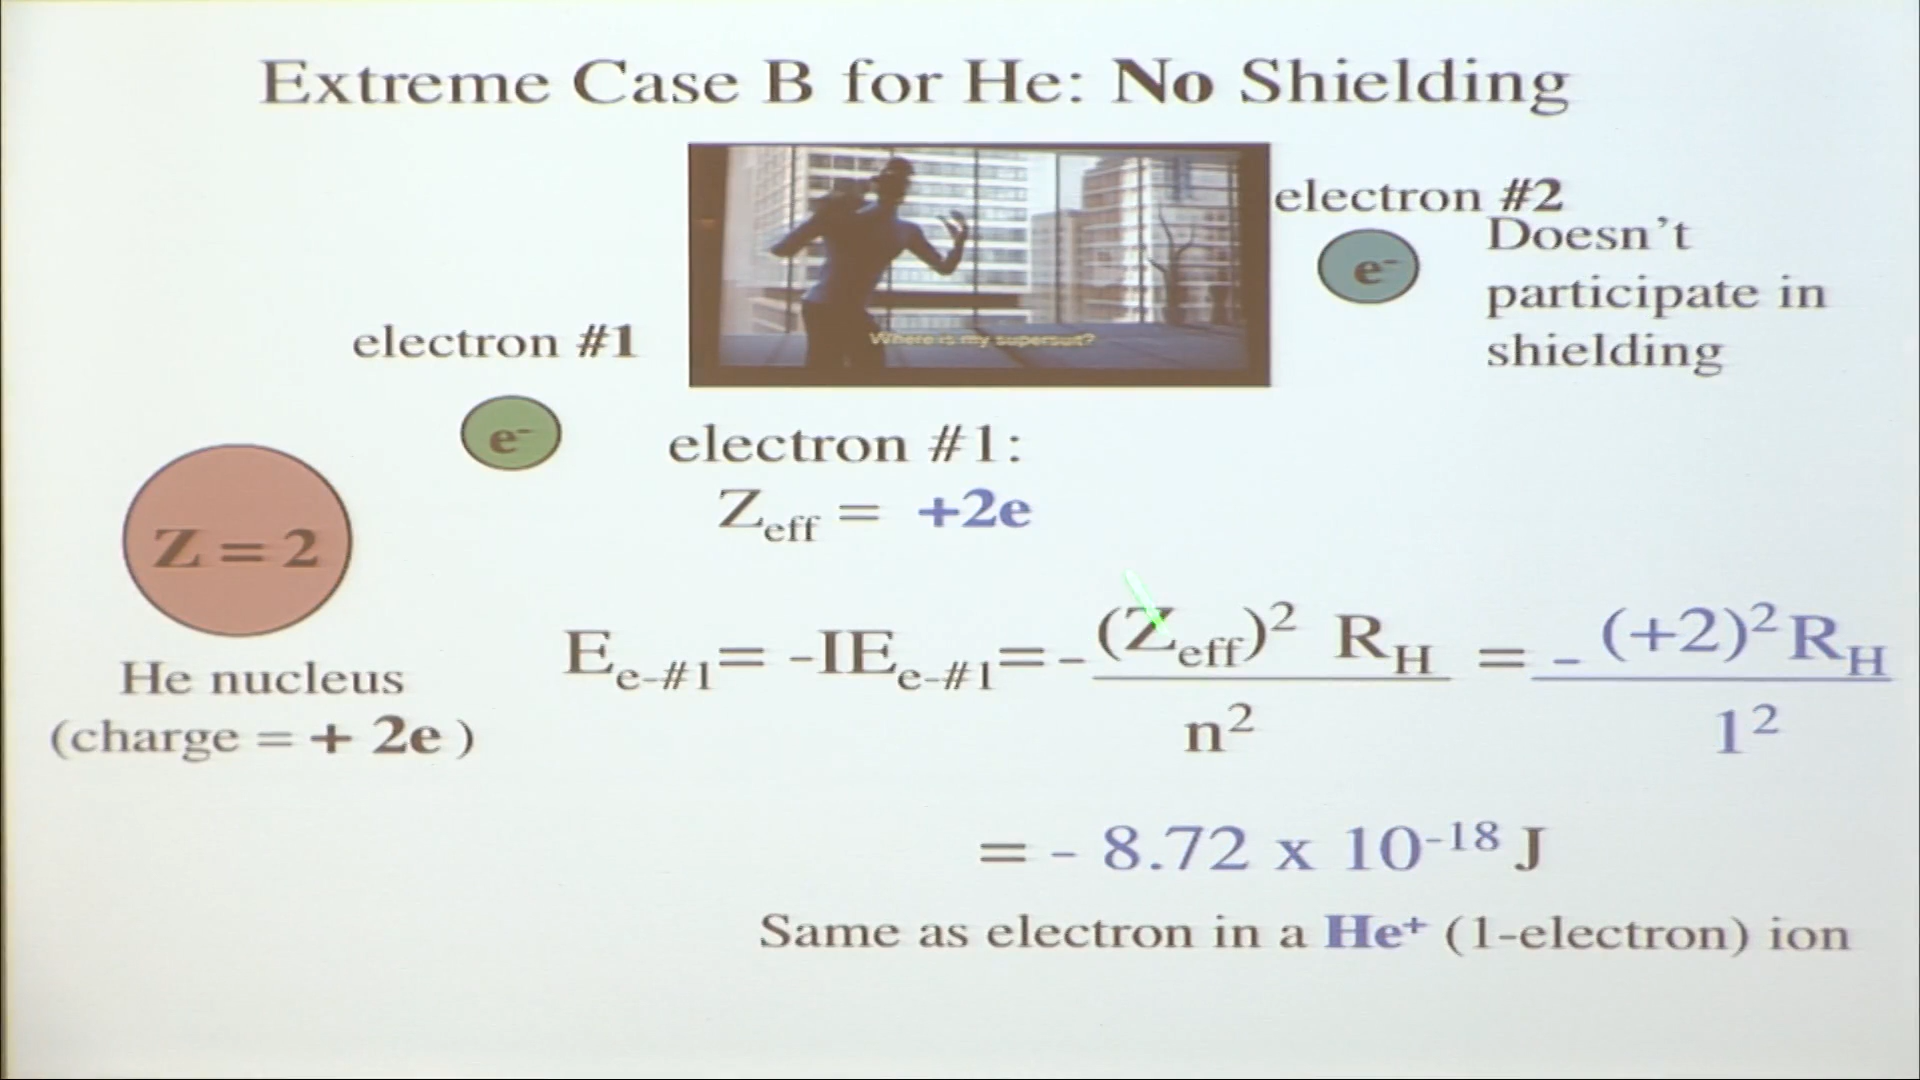 Extreme Case B for He: No Shielding
electron #2
e⁻
Doesn't
participate in
shielding
Where is my supersuit?
electron #1
e⁻
electron #1:
Z_eff = +2e
Z = 2
He nucleus
(charge = + 2e )
E_e-#1 = -IE_e-#1 = - (Z_eff)² R_H / n² = - (+2)² R_H / 1²
= - 8.72 x 10⁻¹⁸ J
Same as electron in a He⁺ (1-electron) ion